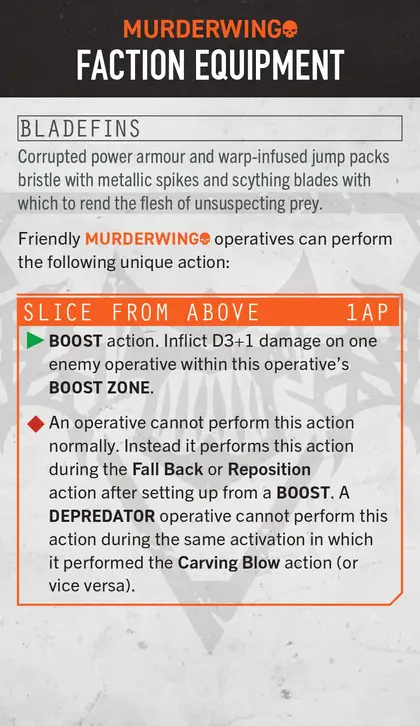 MURDERWING
FACTION EQUIPMENT
BLADEFINS
Corrupted power armour and warp-infused jump packs
bristle with metallic spikes and scything blades with
which to rend the flesh of unsuspecting prey.
Friendly MURDERWING operatives can perform
the following unique action:
SLICE FROM ABOVE 1AP
BOOST action. Inflict D3+1 damage on one
enemy operative within this operative’s
BOOST ZONE.
An operative cannot perform this action
normally. Instead it performs this action
during the Fall Back or Reposition
action after setting up from a BOOST. A
DEPREDATOR operative cannot perform this
action during the same activation in which
it performed the Carving Blow action (or
vice versa).